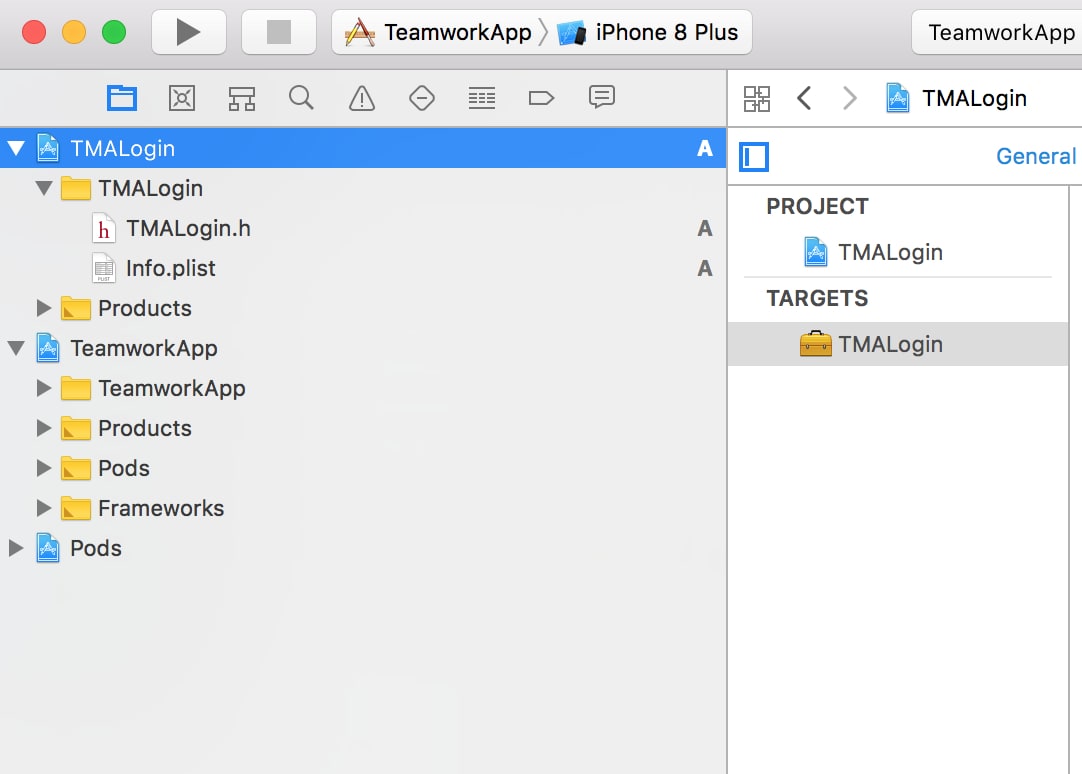 TeamworkApp iPhone 8 Plus TeamworkApp
TMALogin
TMALogin A
General
TMALogin
PROJECT
TMALogin.h A
TMALogin
Info.plist A
TARGETS
Products
TMALogin
TeamworkApp
TeamworkApp
Products
Pods
Frameworks
Pods